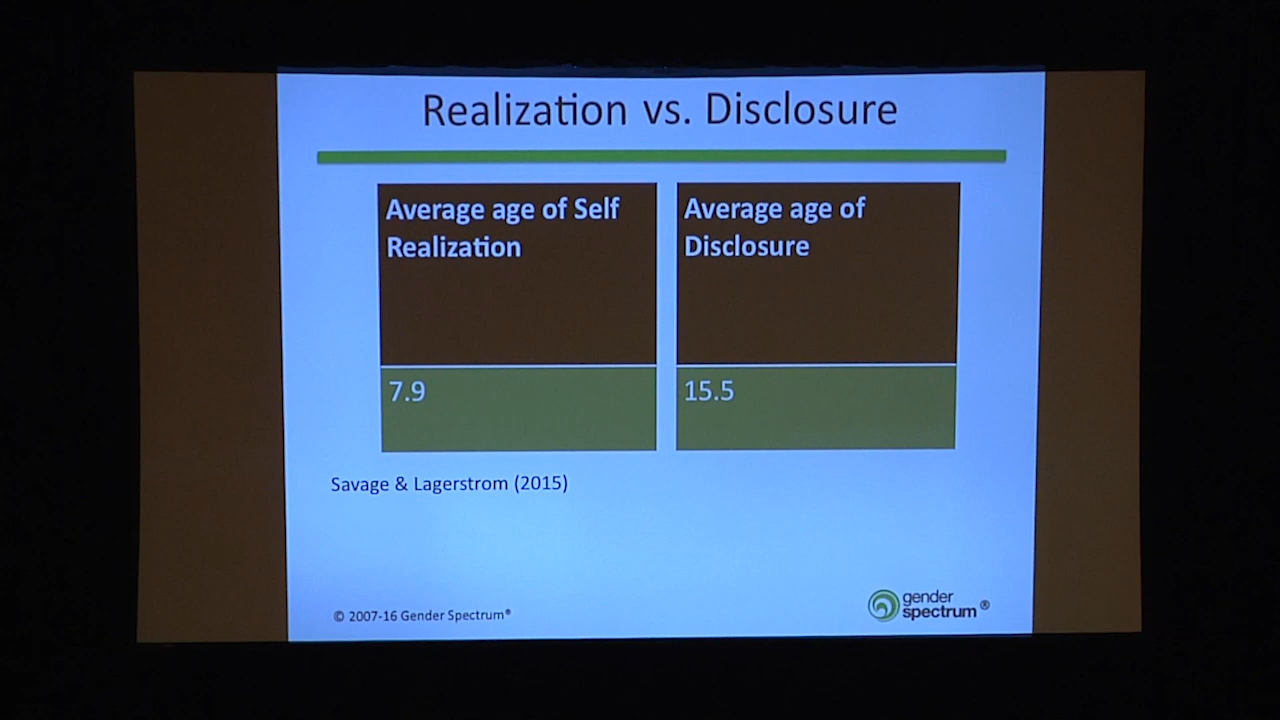 Realization vs. Disclosure
Average age of Self
Realization
Average age of
Disclosure
7.9
15.5
Savage & Lagerstrom (2015)
© 2007-16 Gender Spectrum®
gender
spectrum ®